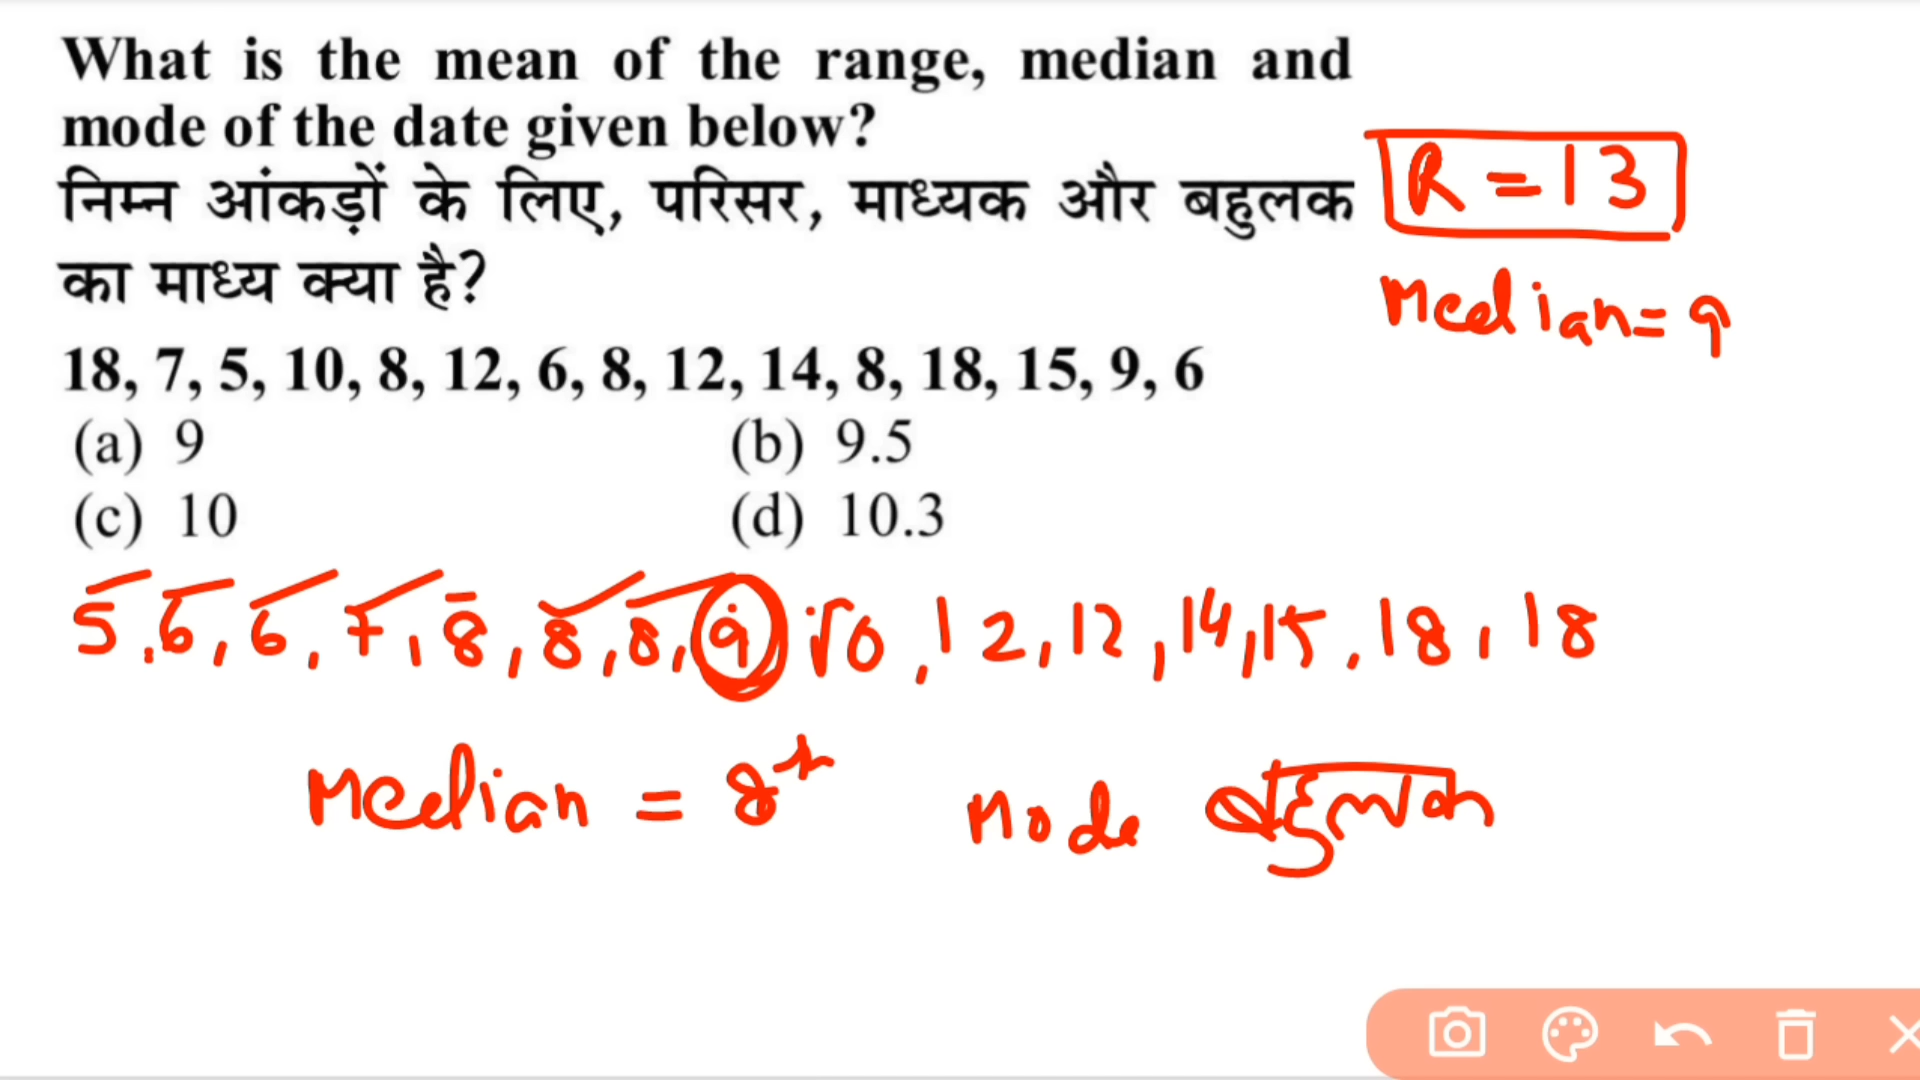 What is the mean of the range, median and
mode of the date given below?
निम्न आंकड़ों के लिए, परिसर, माध्यक और बहुलक
का माध्य क्या है?
R = 13
Median = 9
18, 7, 5, 10, 8, 12, 6, 8, 12, 14, 8, 18, 15, 9, 6
(a) 9
(b) 9.5
(c) 10
(d) 10.3
5, 6, 6, 7, 8, 8, 8, 9, 10, 12, 12, 14, 15, 18, 18
Median = 8th
Mode बहुलक